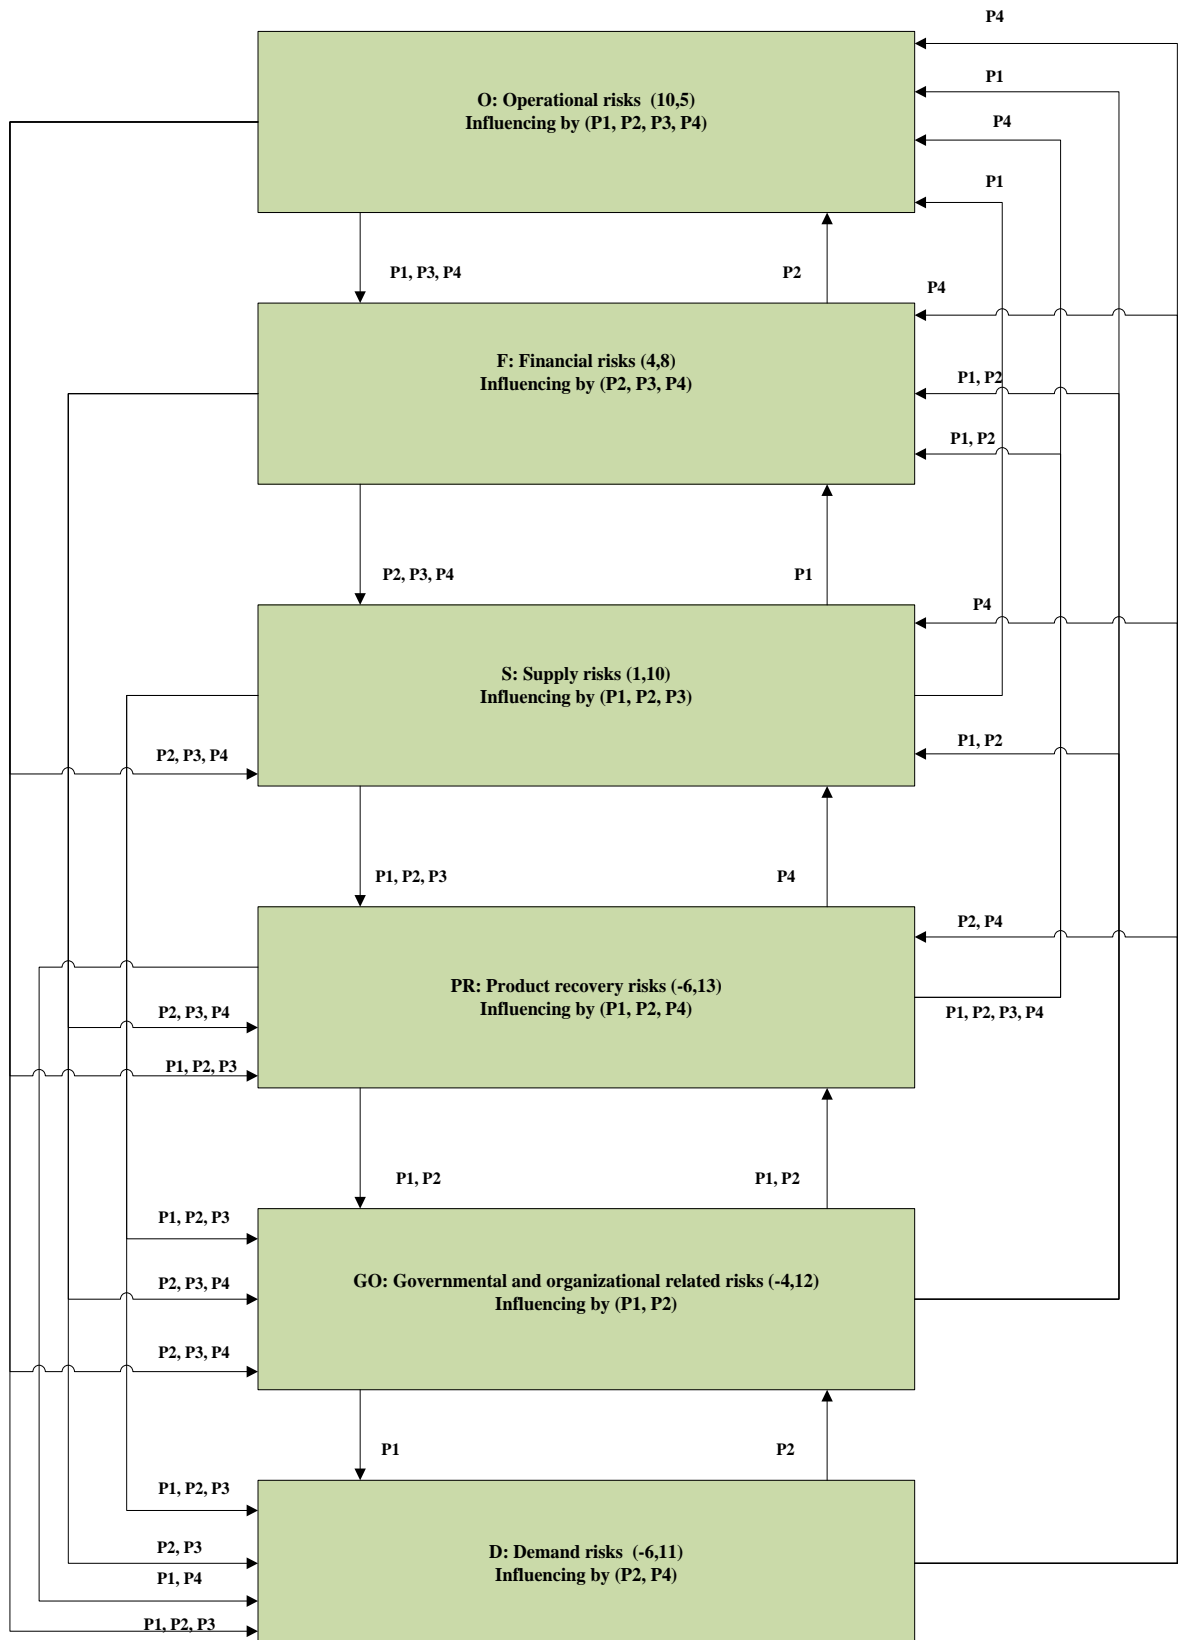 P4
O: Operational risks (10,5)
Influencing by (P1, P2, P3, P4)
P1
P4
P1
P1, P3, P4
P2
P4
F: Financial risks (4,8)
Influencing by (P2, P3, P4)
P1, P2
P1, P2
P2, P3, P4
P1
P4
S: Supply risks (1,10)
Influencing by (P1, P2, P3)
P1, P2
P2, P3, P4
P1, P2, P3
P4
P2, P4
PR: Product recovery risks (-6,13)
Influencing by (P1, P2, P4)
P2, P3, P4
P1, P2, P3, P4
P1, P2, P3
P1, P2
P1, P2
P1, P2, P3
GO: Governmental and organizational related risks (-4,12)
Influencing by (P1, P2)
P2, P3, P4
P2, P3, P4
P1
P2
P1, P2, P3
D: Demand risks (-6,11)
Influencing by (P2, P4)
P2, P3
P1, P4
P1, P2, P3